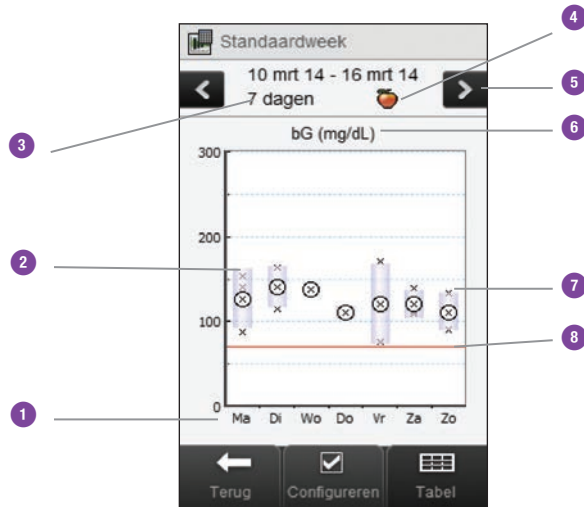 Standaardweek
10 mrt 14 - 16 mrt 14
7 dagen
bG (mg/dL)
300
200
100
0
Ma Di Wo Do Vr Za Zo
Terug Configureren Tabel
4
5
3
6
2
7
8
1